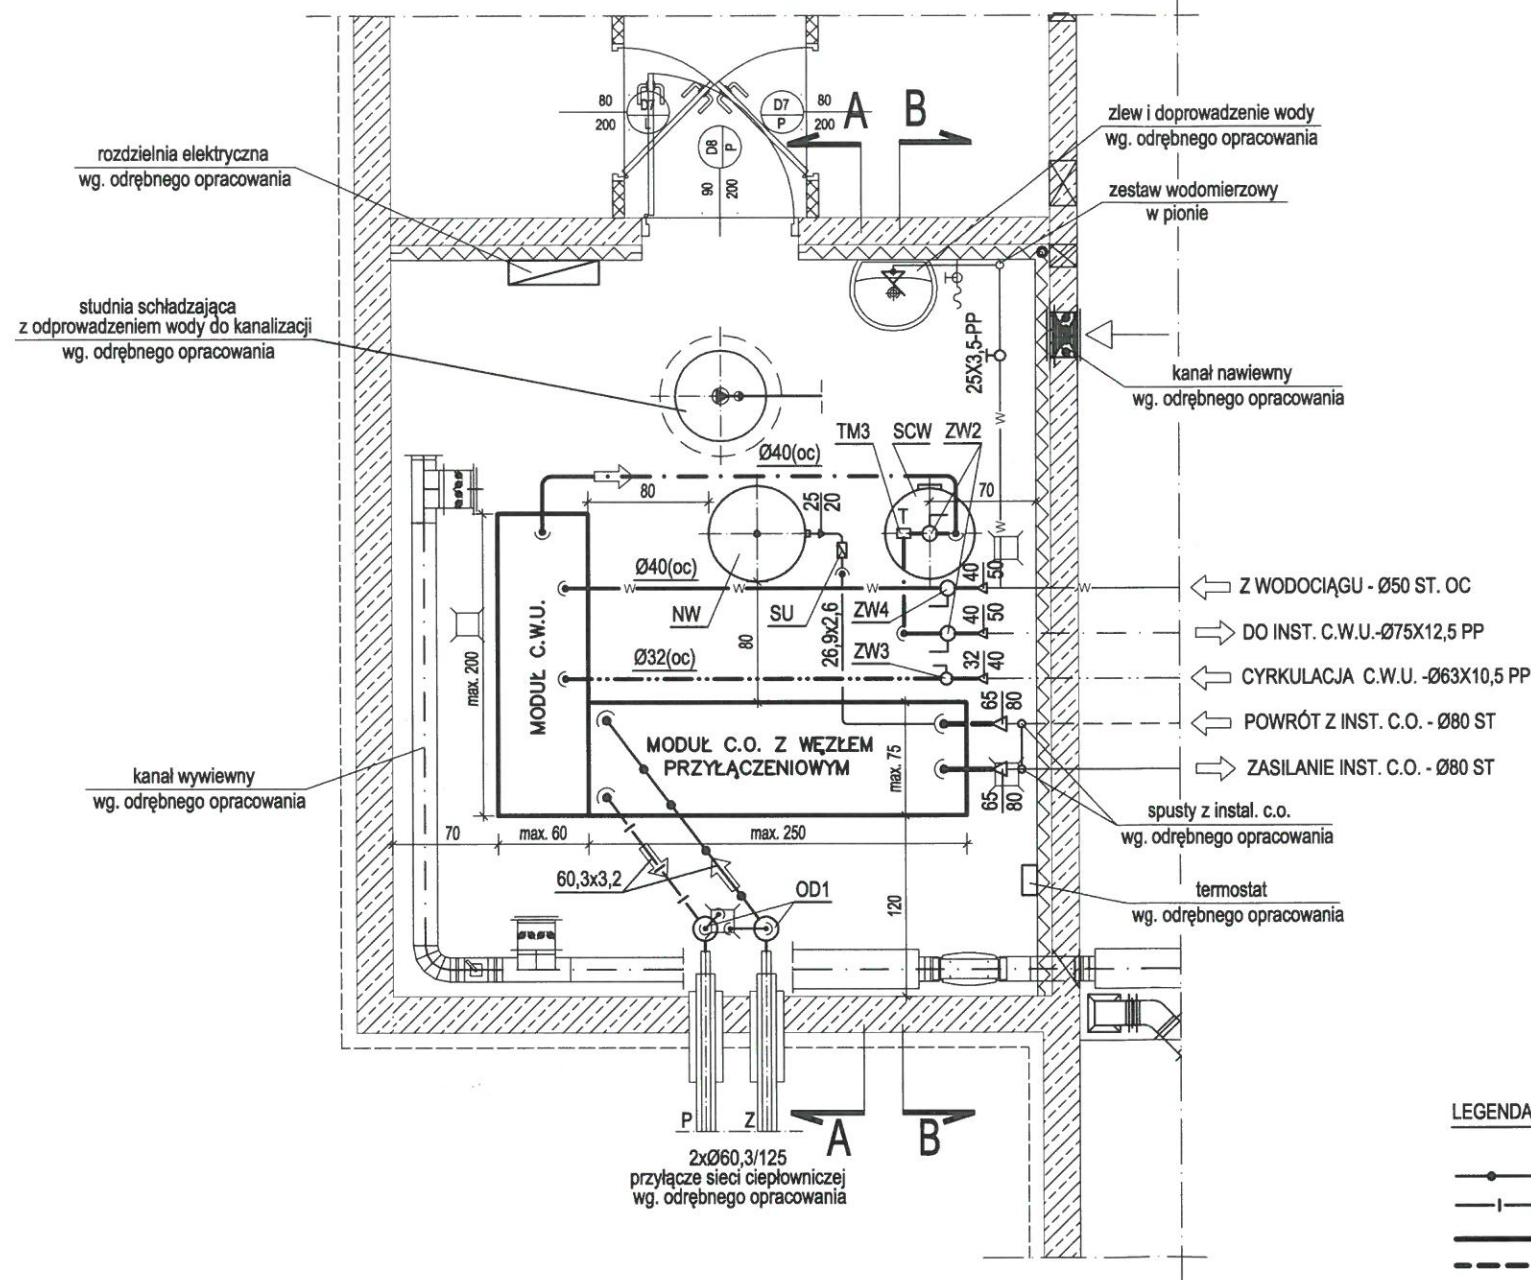 80
200
D7
L
D7
P
80
200
D8
P
90
200
A
B
zlew i doprowadzenie wody
wg. odrębnego opracowania
rozdzielnia elektryczna
wg. odrębnego opracowania
zestaw wodomierzowy
w pionie
studnia schładzająca
z odprowadzeniem wody do kanalizacji
wg. odrębnego opracowania
25X3,5-PP
kanał nawiewny
wg. odrębnego opracowania
TM3
SCW
ZW2
Ø40(oc)
80
25
20
70
T
W
W
Ø40(oc)
W
W
W
40
50
W
Z WODOCIĄGU - Ø50 ST. OC
NW
SU
26,9x2,6
ZW4
40
50
DO INST. C.W.U.-Ø75X12,5 PP
MODUŁ C.W.U.
max. 200
Ø32(oc)
80
ZW3
32
40
CYRKULACJA C.W.U. -Ø63X10,5 PP
65
80
POWRÓT Z INST. C.O. - Ø80 ST
MODUŁ C.O. Z WĘZŁEM
PRZYŁĄCZENIOWYM
max. 75
65
80
ZASILANIE INST. C.O. - Ø80 ST
kanał wywiewny
wg. odrębnego opracowania
spusty z instal. c.o.
wg. odrębnego opracowania
70
max. 60
max. 250
60,3x3,2
OD1
120
termostat
wg. odrębnego opracowania
P
Z
A
B
2xØ60,3/125
przyłącze sieci ciepłowniczej
wg. odrębnego opracowania
LEGENDA